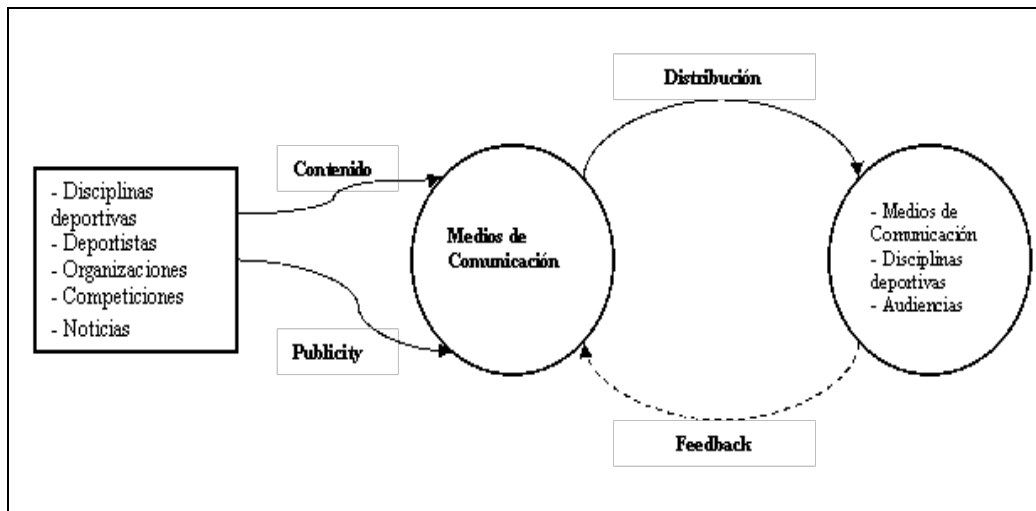 Distribución
Contenido
- Disciplinas
deportivas
- Deportistas
- Organizaciones
- Competiciones
- Noticias
Medios de
Comunicación
- Medios de
Comunicación
- Disciplinas
deportivas
- Audiencias
Publicity
Feedback